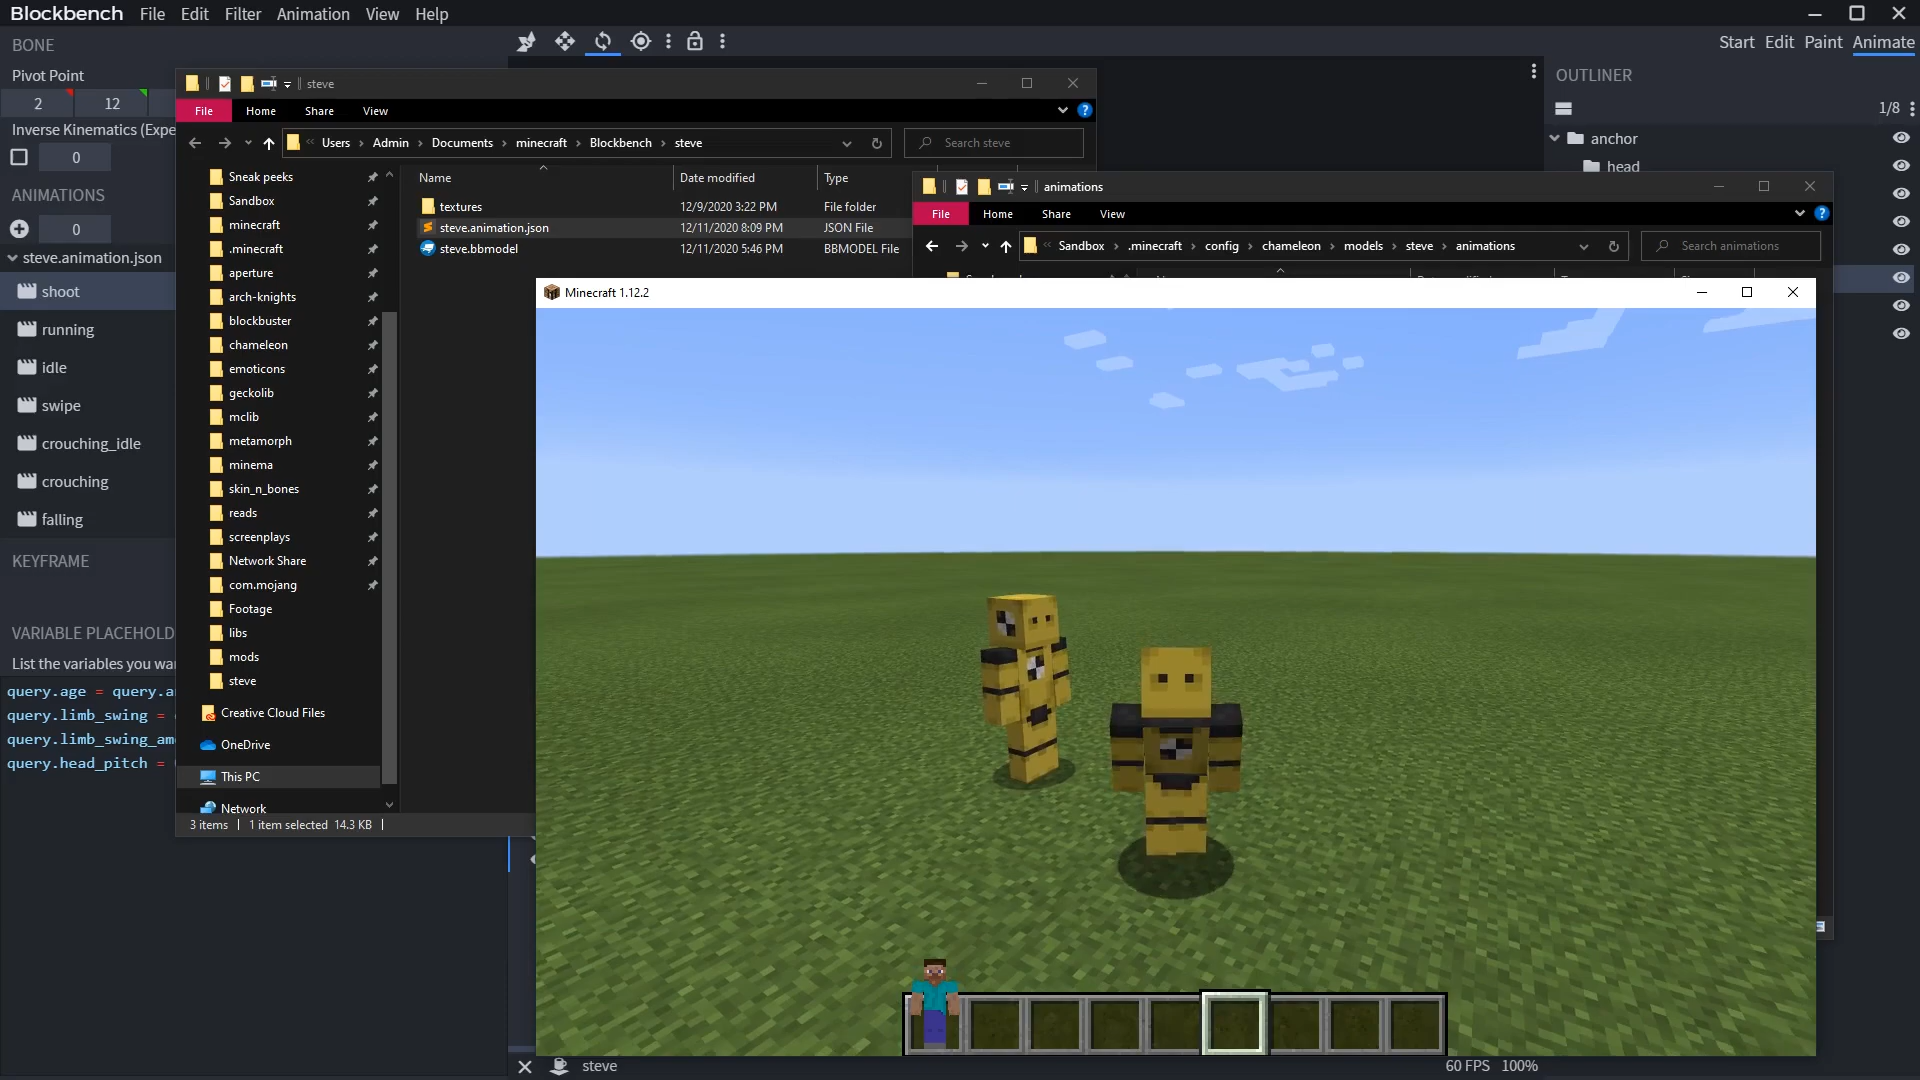 Blockbench File Edit Filter Animation View Help
Start Edit Paint Animate
BONE
Pivot Point
2 12
Inverse Kinematics (Expe
0
ANIMATIONS
0
steve.animation.json
shoot
running
idle
swipe
crouching_idle
crouching
falling
KEYFRAME
VARIABLE PLACEHOLD
List the variables you wa
query.age = query.a
query.limb_swing =
query.limb_swing_am
query.head_pitch =
steve
File Home Share View
Users Admin Documents minecraft Blockbench steve
Search steve
Sneak peeks
Sandbox
minecraft
.minecraft
aperture
arch-knights
blockbuster
chameleon
emoticons
geckolib
mclib
metamorph
minema
skin_n_bones
reads
screenplays
Network Share
com.mojang
Footage
libs
mods
steve
Creative Cloud Files
OneDrive
This PC
Network
3 items 1 item selected 14.3 KB
Name Date modified Type
textures 12/9/2020 3:22 PM File folder
steve.animation.json 12/11/2020 8:09 PM JSON File
steve.bbmodel 12/11/2020 5:46 PM BBMODEL File
animations
File Home Share View
Sandbox .minecraft config chameleon models steve animations
Search animations
Minecraft 1.12.2
OUTLINER
1/8
anchor
head
steve
60 FPS 100%